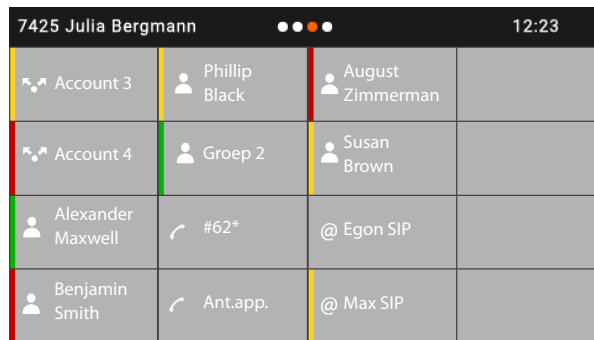 7425 Julia Bergmann 12:23
Account 3
Phillip
Black
August
Zimmerman
Account 4
Groep 2
Susan
Brown
Alexander
Maxwell
#62*
@ Egon SIP
Benjamin
Smith
Ant.app.
@ Max SIP